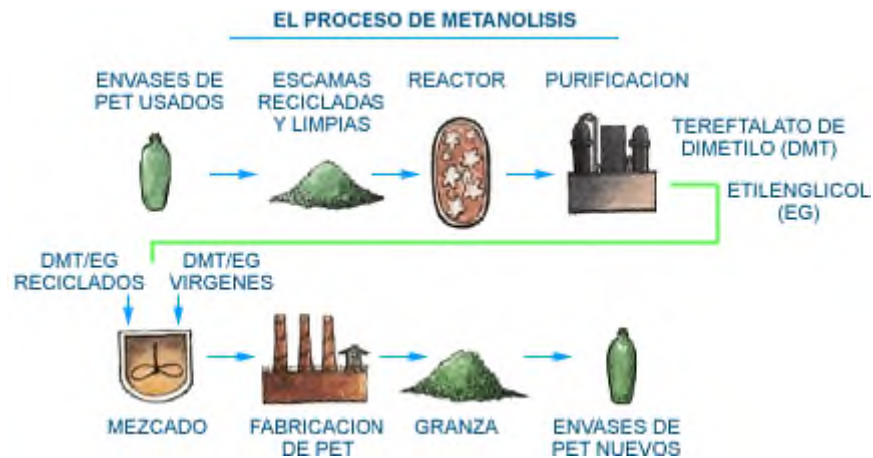 EL PROCESO DE METANOLISIS
ENVASES DE
PET USADOS
ESCAMAS
RECICLADAS
Y LIMPIAS
REACTOR
PURIFICACION
TEREFTALATO DE
DIMETILO (DMT)
ETILENGLICOL
(EG)
DMT/EG
RECICLADOS
DMT/EG
VIRGENES
MEZCADO
FABRICACION
DE PET
GRANZA
ENVASES DE
PET NUEVOS